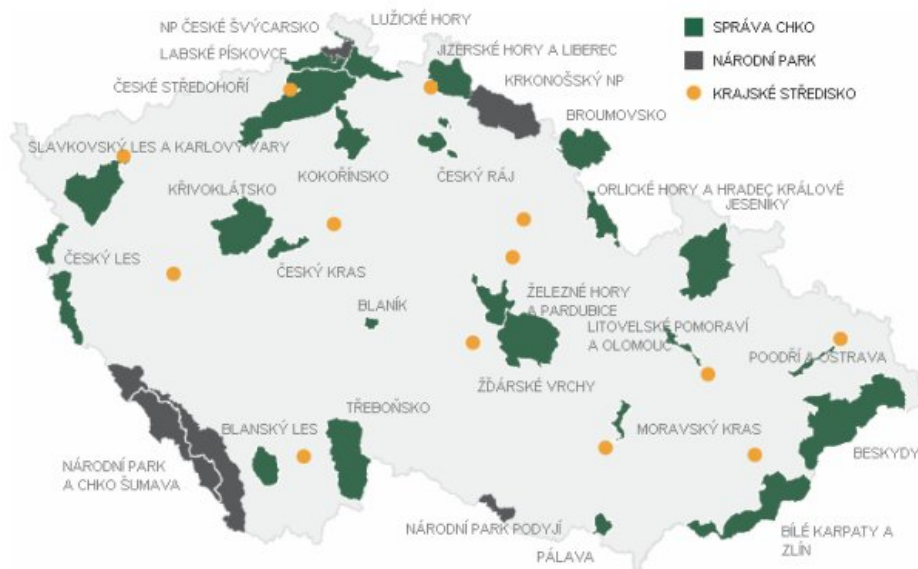 NP ČESKÉ ŠVÝCARSKO
LUŽICKÉ HORY
LABSKÉ PÍSKOVCE
JIZERSKÉ HORY A LIBEREC
SPRÁVA CHKO
NÁRODNÍ PARK
KRAJSKÉ STŘEDISKO
ČESKÉ STŘEDOHOŘÍ
KRKONOŠSKÝ NP
BROUMOVSKO
SLAVKOVSKÝ LES A KARLOVY VARY
KOKOŘÍNSKO
ČESKÝ RÁJ
KŘIVOKLÁTSKO
ORLICKÉ HORY A HRADEC KRÁLOVÉ
JESENÍKY
ČESKÝ LES
ČESKÝ KRAS
BLANÍK
ŽELEZNÉ HORY
A PARDUBICE
LITOVELSKÉ POMORAVÍ
A OLOMOUC
POODŘÍ A OSTRAVA
ŽĎÁRSKÉ VRCHY
TŘEBOŇSKO
BLANSKÝ LES
MORAVSKÝ KRAS
BESKYDY
NÁRODNÍ PARK
A CHKO ŠUMAVA
NÁRODNÍ PARK PODYJÍ
PÁLAVA
BÍLÉ KARPATY A
ZLÍN